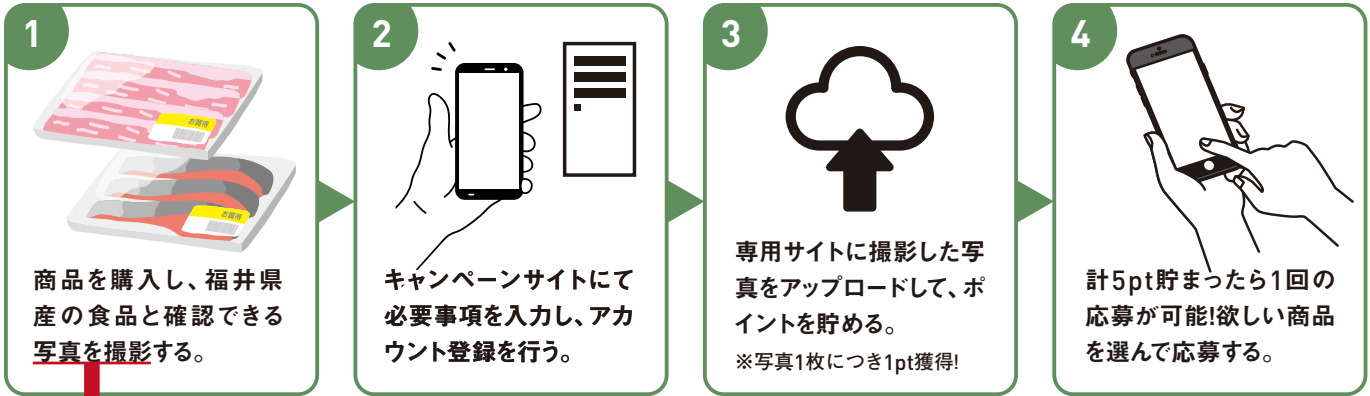 1
お買得
お買得
商品を購入し、福井県
産の食品と確認できる
写真を撮影する。
2
キャンペーンサイトにて
必要事項を入力し、アカ
ウント登録を行う。
3
専用サイトに撮影した写
真をアップロードして、ポ
イントを貯める。
※写真1枚につき1pt獲得!
4
計5pt貯まったら1回の
応募が可能!欲しい商品
を選んで応募する。